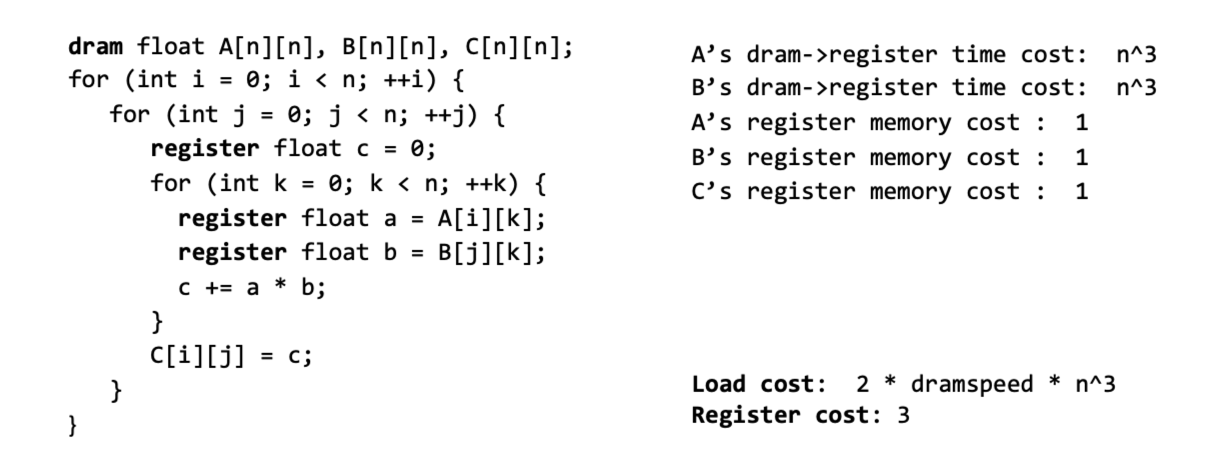 dram float A[n][n], B[n][n], C[n][n];
for (int i = 0; i < n; ++i) {
   for (int j = 0; j < n; ++j) {
      register float c = 0;
      for (int k = 0; k < n; ++k) {
        register float a = A[i][k];
        register float b = B[j][k];
        c += a * b;
      }
      C[i][j] = c;
   }
}
A’s dram->register time cost:  n^3
B’s dram->register time cost:  n^3
A’s register memory cost :  1
B’s register memory cost :  1
C’s register memory cost :  1
Load cost:  2 * dramspeed * n^3
Register cost: 3